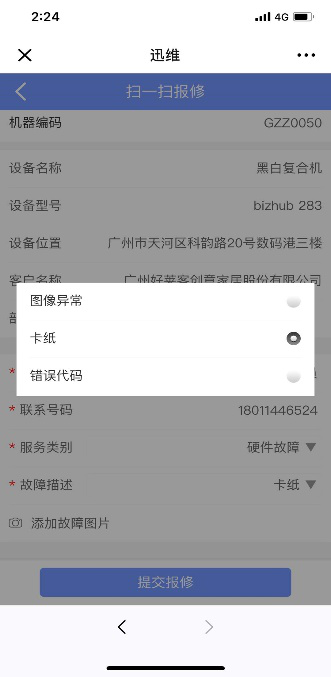 2:24
4G
迅维
扫一扫报修
机器编码 GZZ0050
设备名称 黑白复合机
设备型号 bizhub 283
设备位置 广州市天河区科韵路20号数码港三楼
客户名称 广州好莱客创意家居股份有限公司
图像异常
卡纸
错误代码
*
* 联系号码 18011446524
* 服务类别 硬件故障
* 故障描述 卡纸
添加故障图片
提交报修